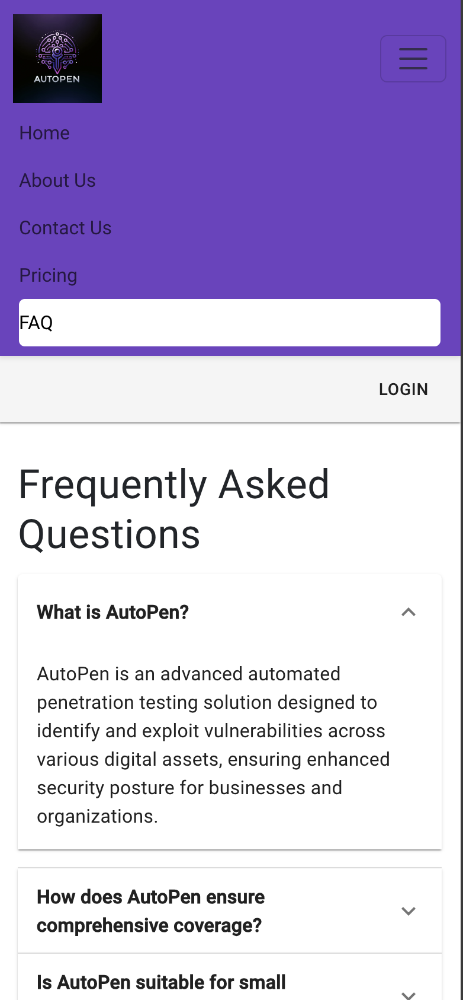 AUTOPEN
Home
About Us
Contact Us
Pricing
FAQ
LOGIN
Frequently Asked
Questions
What is AutoPen?
AutoPen is an advanced automated
penetration testing solution designed to
identify and exploit vulnerabilities across
various digital assets, ensuring enhanced
security posture for businesses and
organizations.
How does AutoPen ensure
comprehensive coverage?
Is AutoPen suitable for small